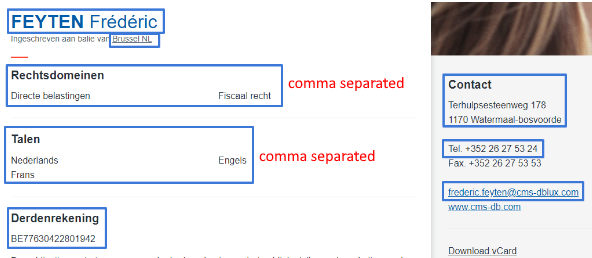 FEYTEN Frédéric
Ingeschreven aan balie van Brussel NL
Rechtsdomeinen
Directe belastingen Fiscaal recht
comma separated
Talen
Nederlands Engels
Frans
comma separated
Derdenrekening
BE77630422801942
Contact
Terhulpsesteenweg 178
1170 Watermaal-bosvoorde
Tel. +352 26 27 53 24
Fax. +352 26 27 53 53
frederic.feyten@cms-dblux.com
www.cms-db.com
Download vCard